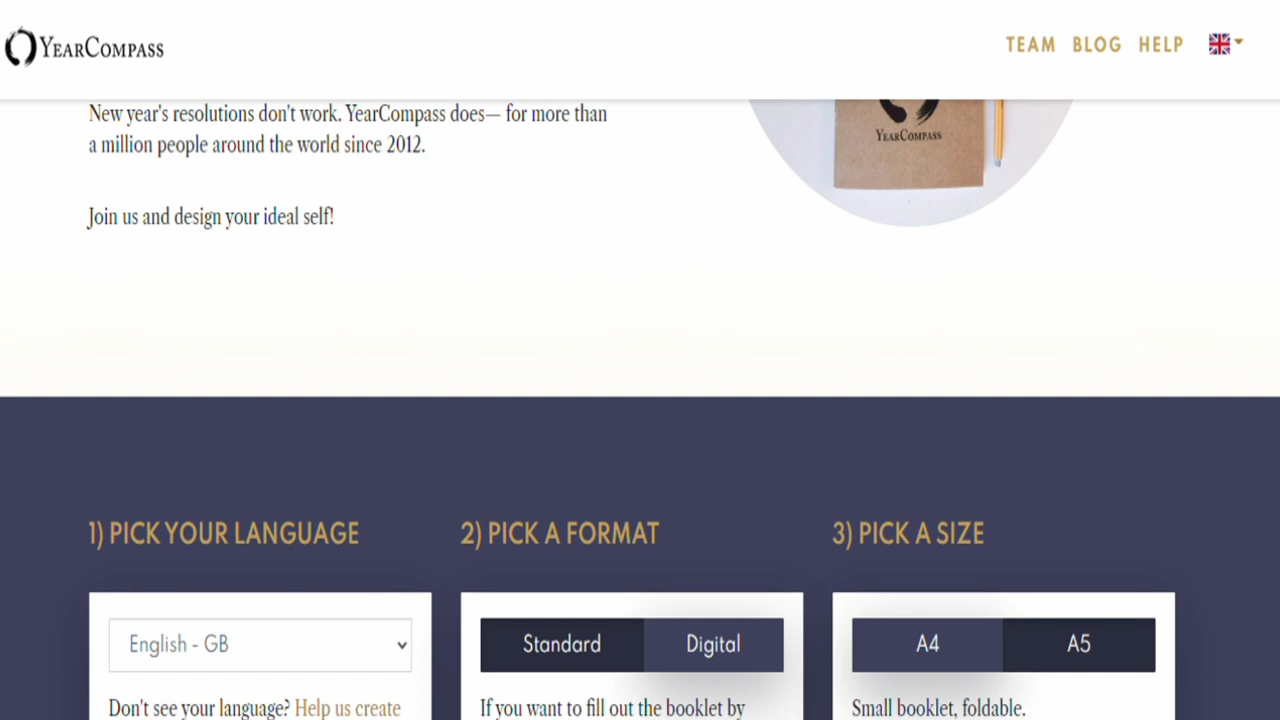 YEARCOMPASS
TEAM BLOG HELP
New year's resolutions don't work. YearCompass does— for more than
a million people around the world since 2012.
YEARCOMPASS
Join us and design your ideal self!
1) PICK YOUR LANGUAGE
2) PICK A FORMAT
3) PICK A SIZE
English - GB
Standard Digital
A4 A5
Don't see your language? Help us create
If you want to fill out the booklet by
Small booklet, foldable.